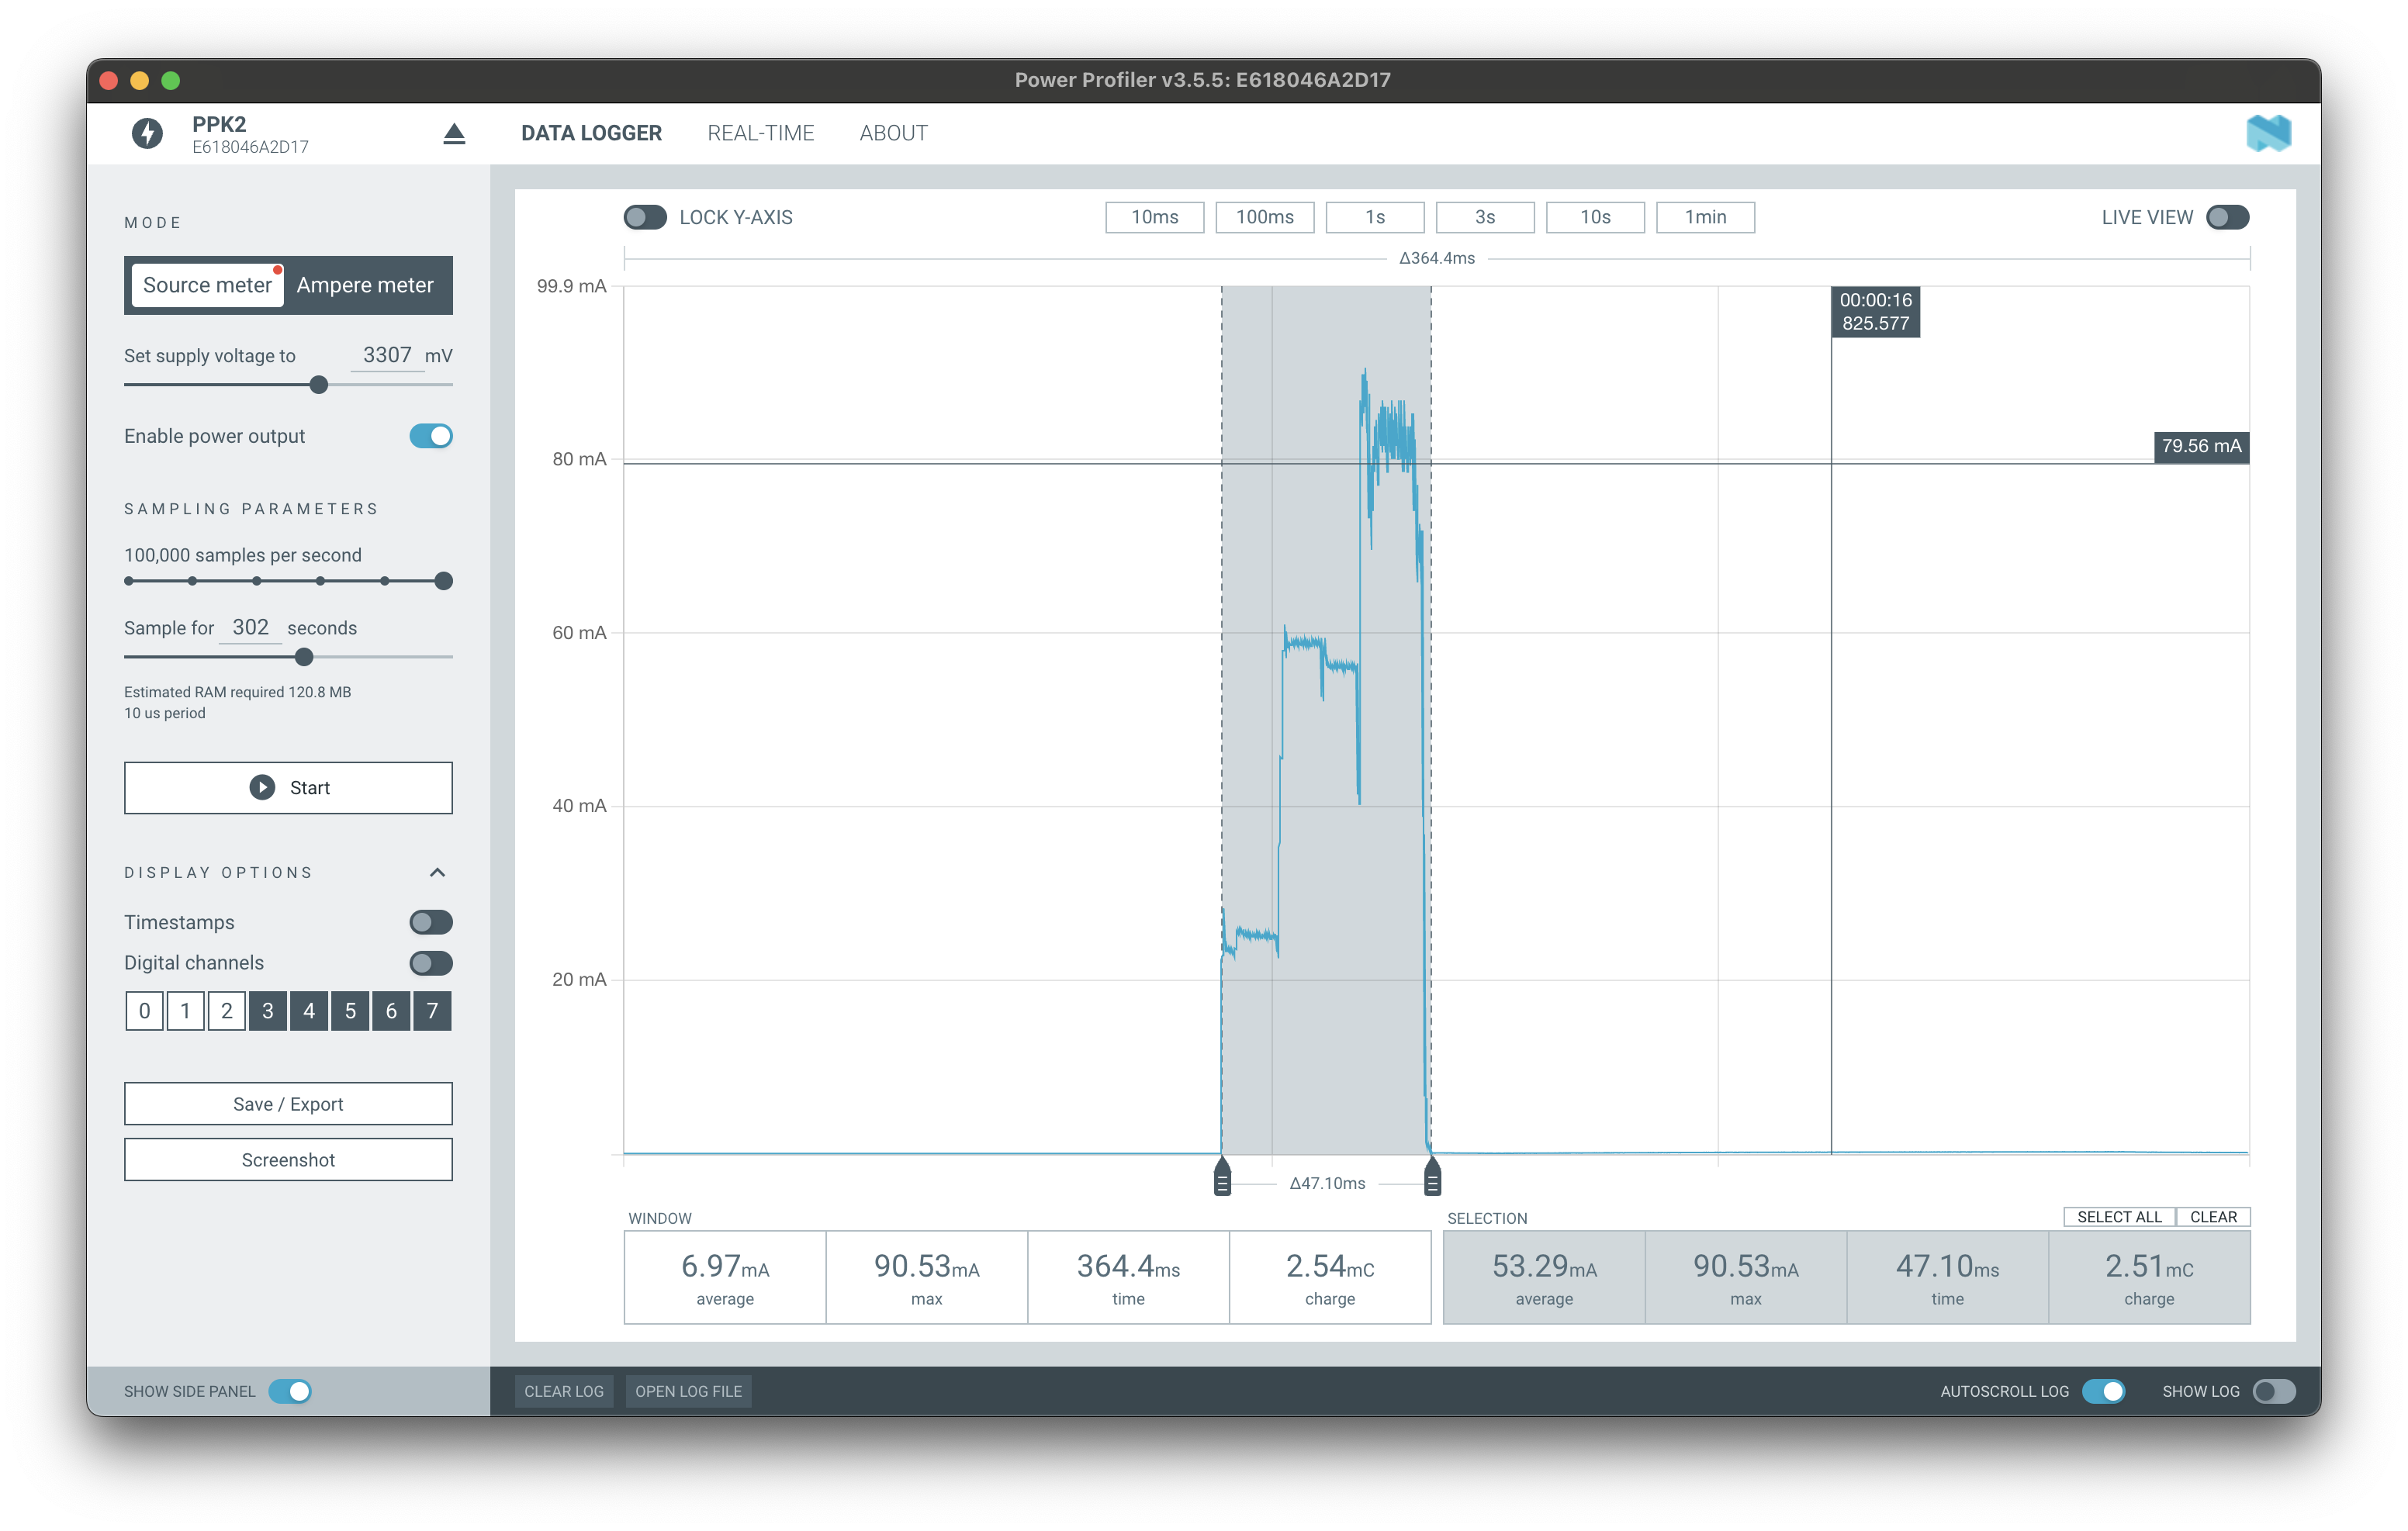 Power Profiler v3.5.5: E618046A2D17
PPK2
E618046A2D17
DATA LOGGER
REAL-TIME
ABOUT
MODE
Source meter
Ampere meter
Set supply voltage to 3307 mV
Enable power output
SAMPLING PARAMETERS
100,000 samples per second
Sample for 302 seconds
Estimated RAM required 120.8 MB
10 us period
Start
DISPLAY OPTIONS
Timestamps
Digital channels
0 1 2 3 4 5 6 7
Save / Export
Screenshot
SHOW SIDE PANEL
LOCK Y-AXIS
10ms 100ms 1s 3s 10s 1min
LIVE VIEW
Δ364.4ms
99.9 mA
80 mA
60 mA
40 mA
20 mA
00:00:16
825.577
79.56 mA
Δ47.10ms
WINDOW
6.97mA
average
90.53mA
max
364.4ms
time
2.54mC
charge
SELECTION
SELECT ALL
CLEAR
53.29mA
average
90.53mA
max
47.10ms
time
2.51mC
charge
CLEAR LOG
OPEN LOG FILE
AUTOSCROLL LOG
SHOW LOG